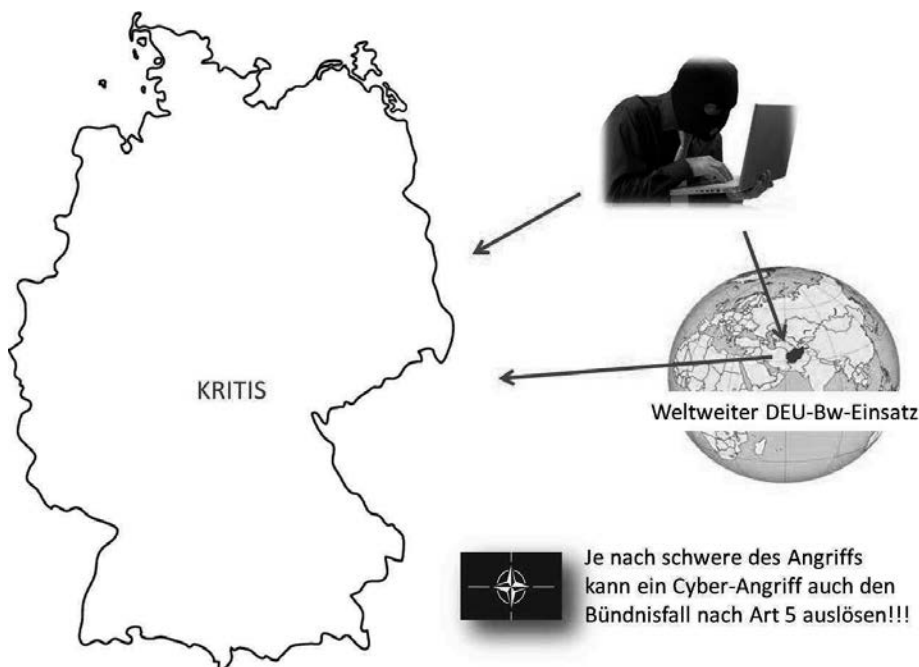 KRITIS
Weltweiter DEU-Bw-Einsatz
Je nach schwere des Angriffs
kann ein Cyber-Angriff auch den
Bündnisfall nach Art 5 auslösen!!!